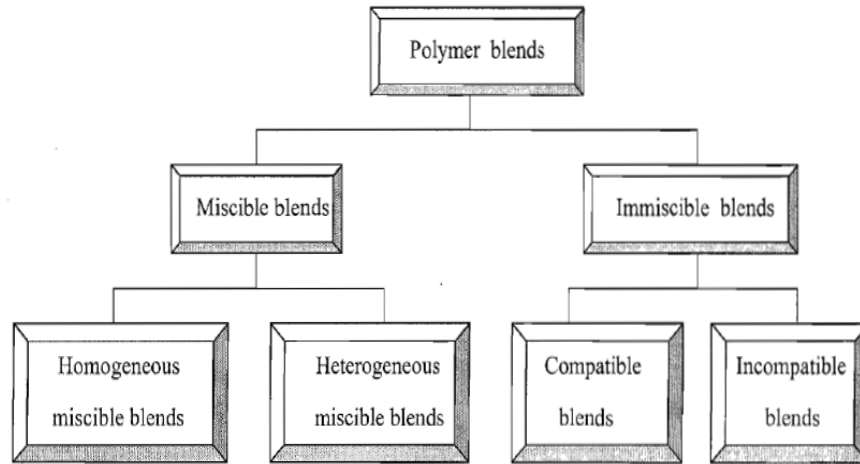 Polymer blends
Miscible blends
Immiscible blends
Homogeneous
miscible blends
Heterogeneous
miscible blends
Compatible
blends
Incompatible
blends